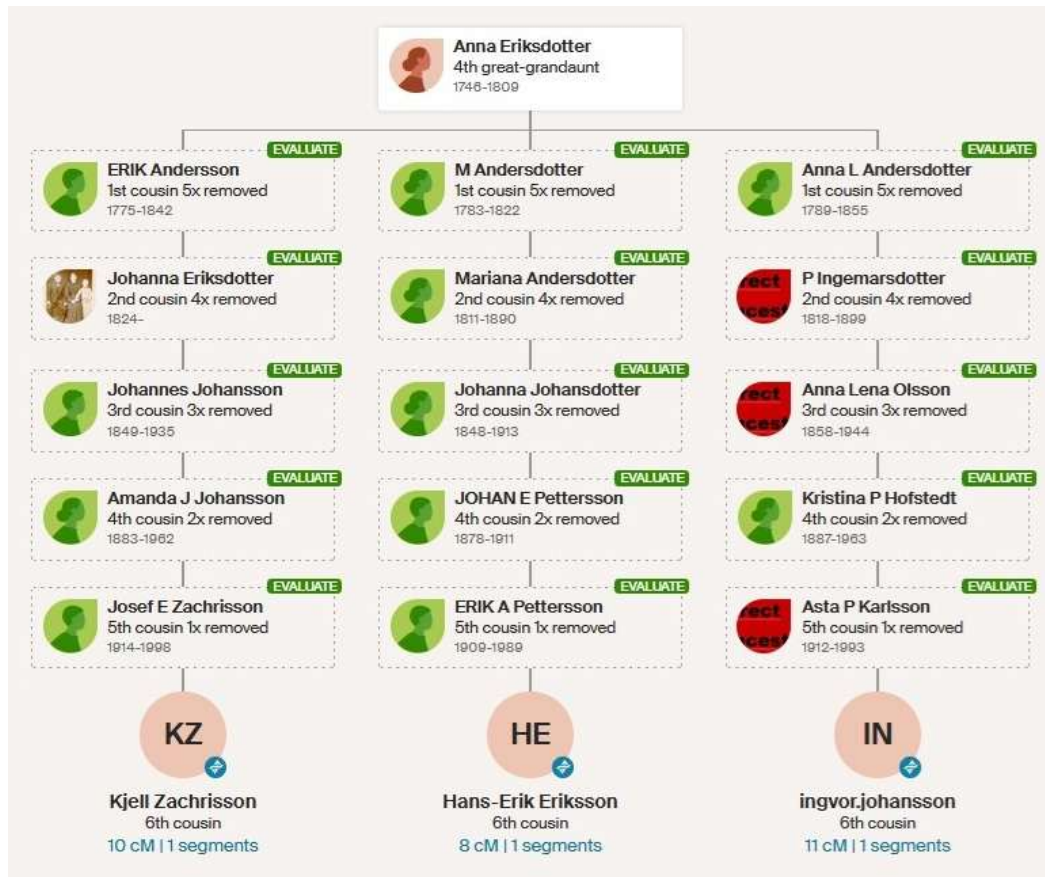 Anna Eriksdotter
4th great-grandaunt
1746-1809
EVALUATE
ERIK Andersson
1st cousin 5x removed
1775-1842
EVALUATE
M Andersdotter
1st cousin 5x removed
1783-1822
EVALUATE
Anna L Andersdotter
1st cousin 5x removed
1789-1855
EVALUATE
Johanna Eriksdotter
2nd cousin 4x removed
1824-
EVALUATE
Mariana Andersdotter
2nd cousin 4x removed
1811-1890
EVALUATE
rect
cest
P Ingemarsdotter
2nd cousin 4x removed
1818-1899
EVALUATE
Johannes Johansson
3rd cousin 3x removed
1849-1935
EVALUATE
Johanna Johansdotter
3rd cousin 3x removed
1848-1913
EVALUATE
rect
cest
Anna Lena Olsson
3rd cousin 3x removed
1858-1944
EVALUATE
Amanda J Johansson
4th cousin 2x removed
1883-1962
EVALUATE
JOHAN E Pettersson
4th cousin 2x removed
1878-1911
EVALUATE
Kristina P Hofstedt
4th cousin 2x removed
1887-1963
EVALUATE
Josef E Zachrisson
5th cousin 1x removed
1914-1998
EVALUATE
ERIK A Pettersson
5th cousin 1x removed
1909-1989
EVALUATE
rect
cest
Asta P Karlsson
5th cousin 1x removed
1912-1993
KZ
Kjell Zachrisson
6th cousin
10 cM | 1 segments
HE
Hans-Erik Eriksson
6th cousin
8 cM | 1 segments
IN
ingvor.johansson
6th cousin
11 cM | 1 segments